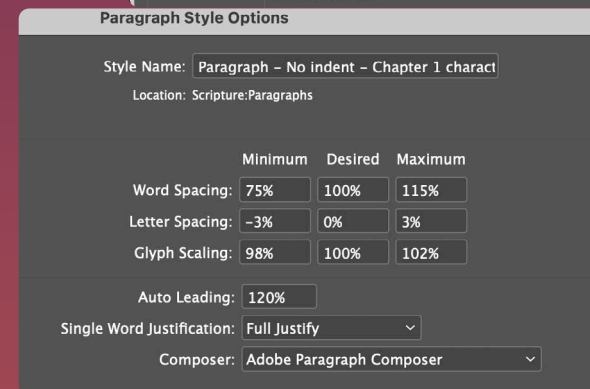 Paragraph Style Options
Style Name: Paragraph – No indent – Chapter 1 charact
Location: Scripture:Paragraphs
Minimum Desired Maximum
Word Spacing: 75% 100% 115%
Letter Spacing: -3% 0% 3%
Glyph Scaling: 98% 100% 102%
Auto Leading: 120%
Single Word Justification: Full Justify
Composer: Adobe Paragraph Composer